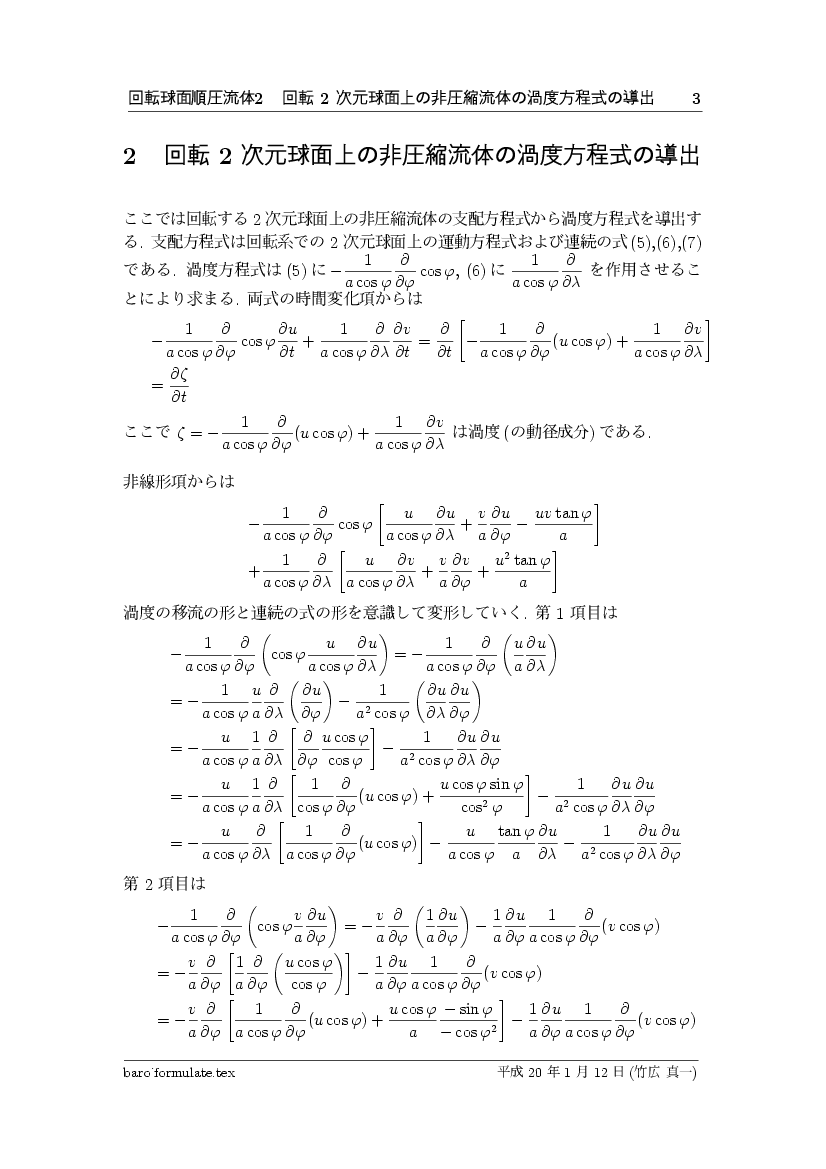 回転球面順圧流体2　回転 2 次元球面上の非圧縮流体の渦度方程式の導出　3
2　回転 2 次元球面上の非圧縮流体の渦度方程式の導出
ここでは回転する 2 次元球面上の非圧縮流体の支配方程式から渦度方程式を導出す
る. 支配方程式は回転系での 2 次元球面上の運動方程式および連続の式 (5),(6),(7)
である. 渦度方程式は (5) に $-\frac{1}{a\cos\varphi}\frac{\partial}{\partial\varphi}\cos\varphi$, (6) に $\frac{1}{a\cos\varphi}\frac{\partial}{\partial\lambda}$ を作用させるこ
とにより求まる. 両式の時間変化項からは
$-\frac{1}{a\cos\varphi}\frac{\partial}{\partial\varphi}\cos\varphi\frac{\partial u}{\partial t}+\frac{1}{a\cos\varphi}\frac{\partial}{\partial\lambda}\frac{\partial v}{\partial t}=\frac{\partial}{\partial t}\left[-\frac{1}{a\cos\varphi}\frac{\partial}{\partial\varphi}(u\cos\varphi)+\frac{1}{a\cos\varphi}\frac{\partial v}{\partial\lambda}\right]$
$=\frac{\partial\zeta}{\partial t}$
ここで $\zeta=-\frac{1}{a\cos\varphi}\frac{\partial}{\partial\varphi}(u\cos\varphi)+\frac{1}{a\cos\varphi}\frac{\partial v}{\partial\lambda}$ は渦度 (の動径成分) である.
非線形項からは
$-\frac{1}{a\cos\varphi}\frac{\partial}{\partial\varphi}\cos\varphi\left[\frac{u}{a\cos\varphi}\frac{\partial u}{\partial\lambda}+\frac{v}{a}\frac{\partial u}{\partial\varphi}-\frac{uv\tan\varphi}{a}\right]$
$+\frac{1}{a\cos\varphi}\frac{\partial}{\partial\lambda}\left[\frac{u}{a\cos\varphi}\frac{\partial v}{\partial\lambda}+\frac{v}{a}\frac{\partial v}{\partial\varphi}+\frac{u^2\tan\varphi}{a}\right]$
渦度の移流の形と連続の式の形を意識して変形していく. 第 1 項目は
$-\frac{1}{a\cos\varphi}\frac{\partial}{\partial\varphi}\left(\cos\varphi\frac{u}{a\cos\varphi}\frac{\partial u}{\partial\lambda}\right)=-\frac{1}{a\cos\varphi}\frac{\partial}{\partial\varphi}\left(\frac{u}{a}\frac{\partial u}{\partial\lambda}\right)$
$=-\frac{1}{a\cos\varphi}\frac{u}{a}\frac{\partial}{\partial\lambda}\left(\frac{\partial u}{\partial\varphi}\right)-\frac{1}{a^2\cos\varphi}\left(\frac{\partial u}{\partial\lambda}\frac{\partial u}{\partial\varphi}\right)$
$=-\frac{u}{a\cos\varphi}\frac{1}{a}\frac{\partial}{\partial\lambda}\left[\frac{\partial}{\partial\varphi}\frac{u\cos\varphi}{\cos\varphi}\right]-\frac{1}{a^2\cos\varphi}\frac{\partial u}{\partial\lambda}\frac{\partial u}{\partial\varphi}$
$=-\frac{u}{a\cos\varphi}\frac{1}{a}\frac{\partial}{\partial\lambda}\left[\frac{1}{\cos\varphi}\frac{\partial}{\partial\varphi}(u\cos\varphi)+\frac{u\cos\varphi\sin\varphi}{\cos^2\varphi}\right]-\frac{1}{a^2\cos\varphi}\frac{\partial u}{\partial\lambda}\frac{\partial u}{\partial\varphi}$
$=-\frac{u}{a\cos\varphi}\frac{\partial}{\partial\lambda}\left[\frac{1}{a\cos\varphi}\frac{\partial}{\partial\varphi}(u\cos\varphi)\right]-\frac{u}{a\cos\varphi}\frac{\tan\varphi}{a}\frac{\partial u}{\partial\lambda}-\frac{1}{a^2\cos\varphi}\frac{\partial u}{\partial\lambda}\frac{\partial u}{\partial\varphi}$
第 2 項目は
$-\frac{1}{a\cos\varphi}\frac{\partial}{\partial\varphi}\left(\cos\varphi\frac{v}{a}\frac{\partial u}{\partial\varphi}\right)=-\frac{v}{a}\frac{\partial}{\partial\varphi}\left(\frac{1}{a}\frac{\partial u}{\partial\varphi}\right)-\frac{1}{a}\frac{\partial u}{\partial\varphi}\frac{1}{a\cos\varphi}\frac{\partial}{\partial\varphi}(v\cos\varphi)$
$=-\frac{v}{a}\frac{\partial}{\partial\varphi}\left[\frac{1}{a}\frac{\partial}{\partial\varphi}\left(\frac{u\cos\varphi}{\cos\varphi}\right)\right]-\frac{1}{a}\frac{\partial u}{\partial\varphi}\frac{1}{a\cos\varphi}\frac{\partial}{\partial\varphi}(v\cos\varphi)$
$=-\frac{v}{a}\frac{\partial}{\partial\varphi}\left[\frac{1}{a\cos\varphi}\frac{\partial}{\partial\varphi}(u\cos\varphi)+\frac{u\cos\varphi}{a}\frac{-\sin\varphi}{-\cos\varphi^2}\right]-\frac{1}{a}\frac{\partial u}{\partial\varphi}\frac{1}{a\cos\varphi}\frac{\partial}{\partial\varphi}(v\cos\varphi)$
baro˙formulate.tex　平成 20 年 1 月 12 日 (竹広 真一)